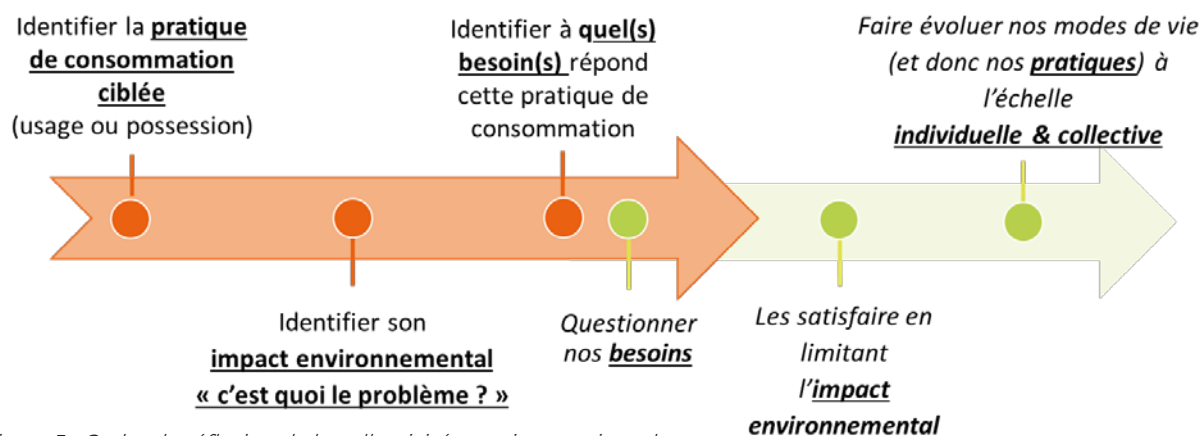 Identifier la pratique
de consommation
ciblée
(usage ou possession)
Identifier à quel(s)
besoin(s) répond
cette pratique de
consommation
Faire évoluer nos modes de vie
(et donc nos pratiques) à
l'échelle
individuelle & collective
Identifier son
impact environnemental
« c'est quoi le problème ? »
Questionner
nos besoins
Les satisfaire en
limitant
l'impact
environnemental